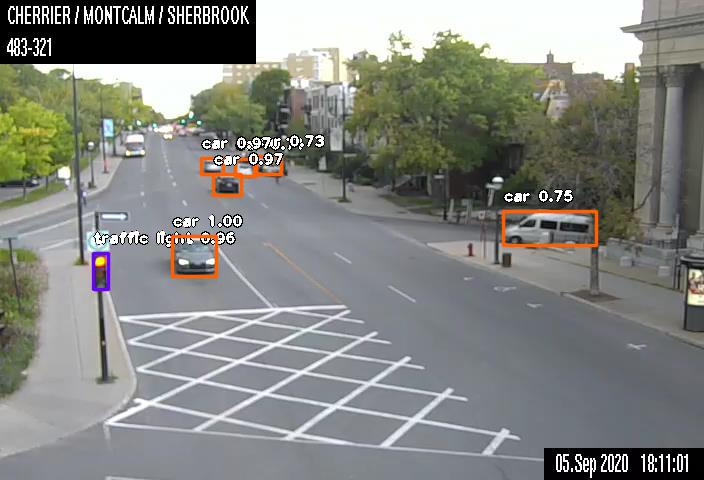 CHERRIER / MONTCALM / SHERBROOK
483-321
car 0.97
0.73
car 0.97
car 0.75
car 1.00
traffic light 0.96
05.Sep 2020 18:11:01